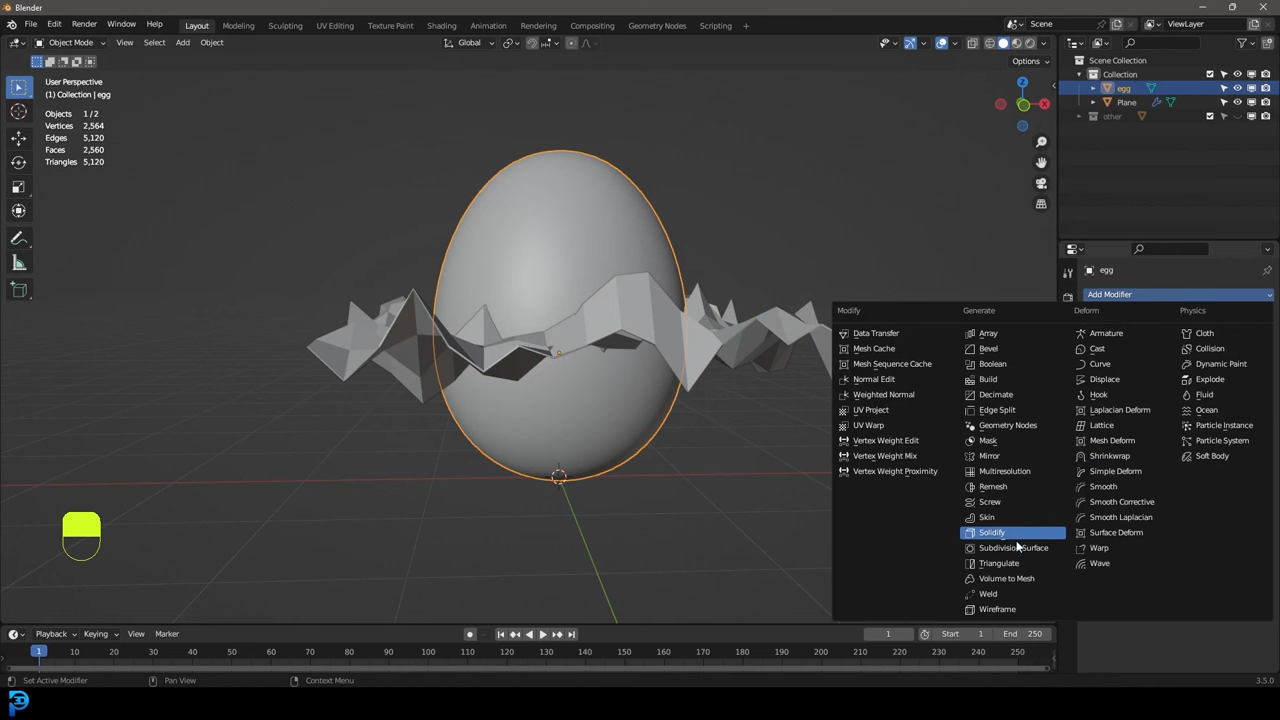 Blender
File Edit Render Window Help Layout Modeling Sculpting UV Editing Texture Paint Shading Animation Rendering Compositing Geometry Nodes Scripting + Scene ViewLayer
Object Mode View Select Add Object Global
Options
User Perspective
(1) Collection | egg
Objects 1/2
Vertices 2,564
Edges 5,120
Faces 2,560
Triangles 5,120
Z
X
Scene Collection
Collection
egg
Plane
other
egg
Add Modifier
Modify Generate Deform Physics
Data Transfer Array Armature Cloth
Mesh Cache Bevel Cast Collision
Mesh Sequence Cache Boolean Curve Dynamic Paint
Normal Edit Build Displace Explode
Weighted Normal Decimate Hook Fluid
UV Project Edge Split Laplacian Deform Ocean
UV Warp Geometry Nodes Lattice Particle Instance
Vertex Weight Edit Mask Mesh Deform Particle System
Vertex Weight Mix Mirror Shrinkwrap Soft Body
Vertex Weight Proximity Multiresolution Simple Deform
Remesh Smooth
Screw Smooth Corrective
Skin Smooth Laplacian
Solidify Surface Deform
Subdivision Surface Warp
Triangulate Wave
Volume to Mesh
Weld
Wireframe
Playback Keying View Marker 1 Start 1 End 250
1 10 20 30 40 50 60 70 80 90 100 110 120 130 140 150 160 170 180 190 200 210 220 230 240 250
Set Active Modifier Pan View Context Menu 3.5.0